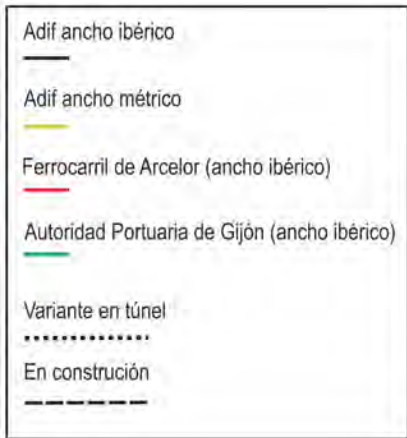 Adif ancho ibérico
Adif ancho métrico
Ferrocarril de Arcelor (ancho ibérico)
Autoridad Portuaria de Gijón (ancho ibérico)
Variante en túnel
En construción